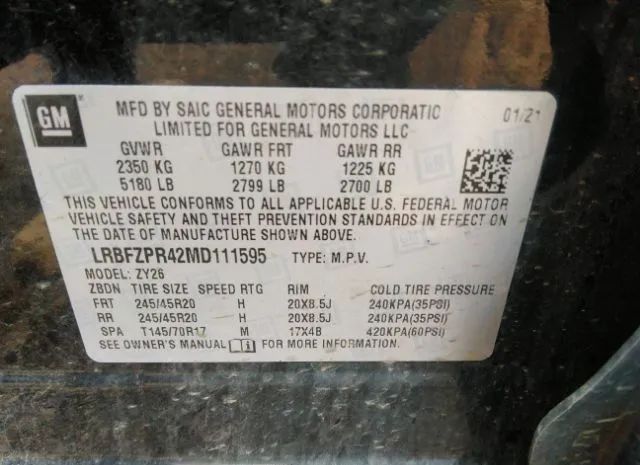 GM
MFD BY SAIC GENERAL MOTORS CORPORATIC 01/21
LIMITED FOR GENERAL MOTORS LLC
GVWR GAWR FRT GAWR RR
2350 KG 1270 KG 1225 KG
5180 LB 2799 LB 2700 LB
THIS VEHICLE CONFORMS TO ALL APPLICABLE U.S. FEDERAL MOTOR
VEHICLE SAFETY AND THEFT PREVENTION STANDARDS IN EFFECT ON
THE DATE OF MANUFACTURE SHOWN ABOVE.
LRBFZPR42MD111595 TYPE: M.P.V.
MODEL: ZY26
ZBDN TIRE SIZE SPEED RTG RIM COLD TIRE PRESSURE
FRT 245/45R20 H 20X8.5J 240KPA(35PSI)
RR 245/45R20 H 20X8.5J 240KPA(35PSI)
SPA T145/70R17 M 17X4B 420KPA(60PSI)
SEE OWNER'S MANUAL FOR MORE INFORMATION.